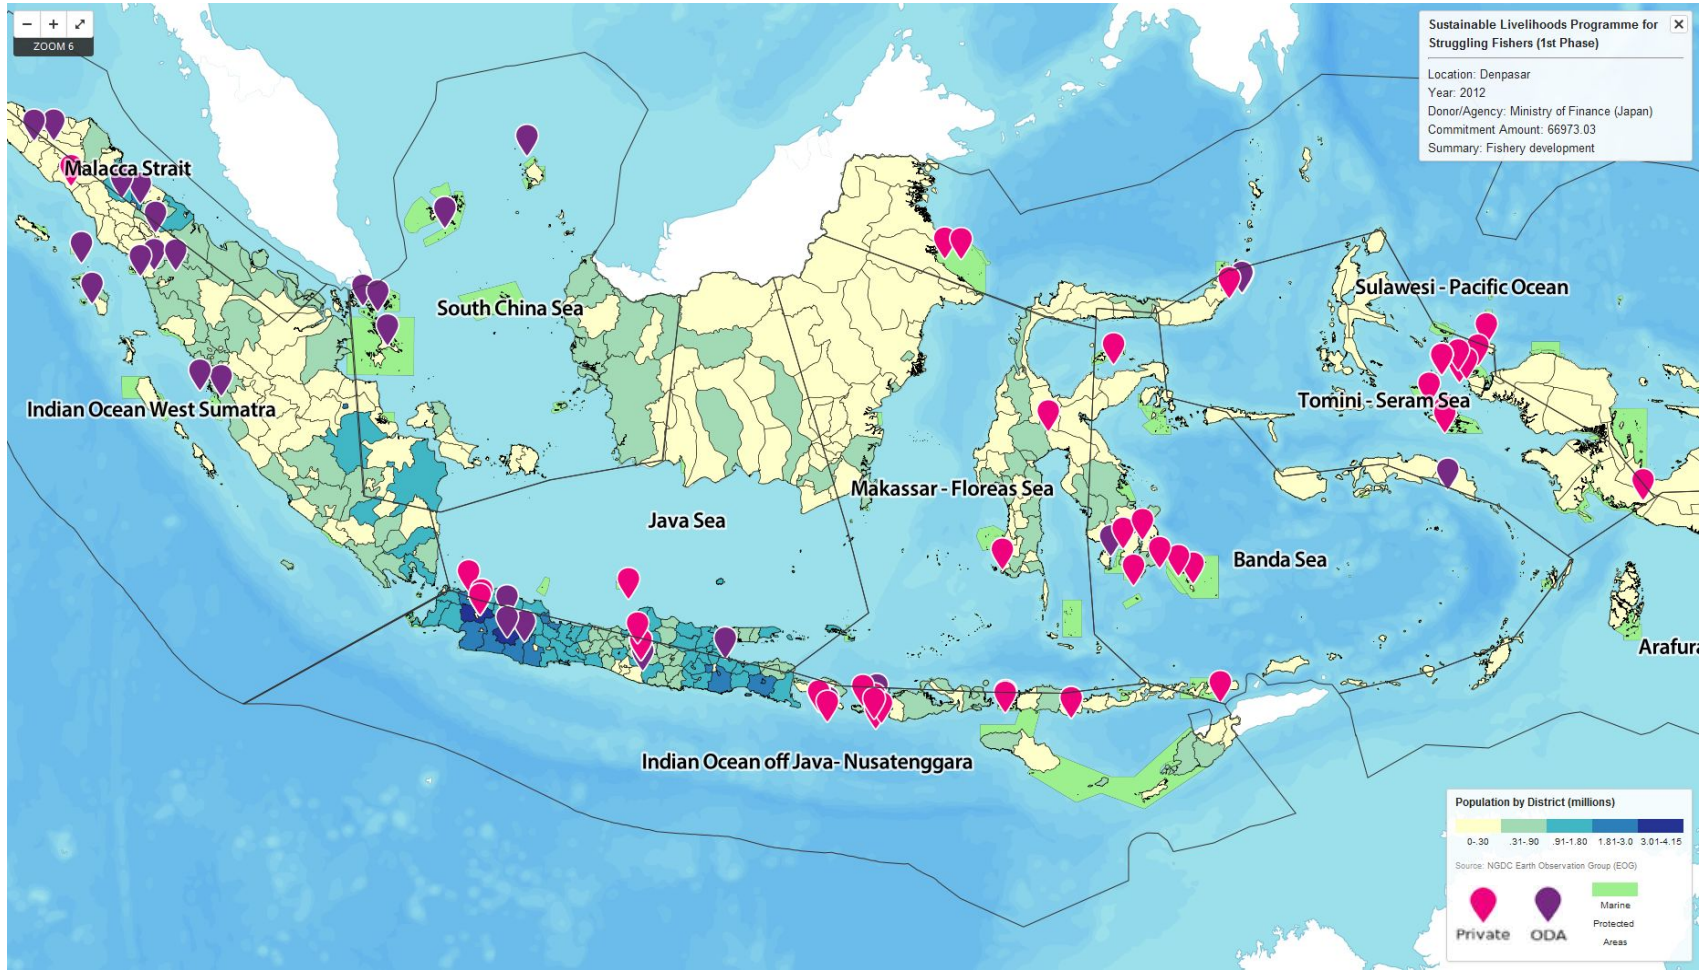 − + ⤢
ZOOM 6
Sustainable Livelihoods Programme for
Struggling Fishers (1st Phase)
Location: Denpasar
Year: 2012
Donor/Agency: Ministry of Finance (Japan)
Commitment Amount: 66973.03
Summary: Fishery development
Malacca Strait
South China Sea
Sulawesi - Pacific Ocean
Indian Ocean West Sumatra
Tomini - Seram Sea
Makassar - Floreas Sea
Java Sea
Banda Sea
Arafura
Indian Ocean off Java- Nusatenggara
Population by District (millions)
0-.30 .31-.90 .91-1.80 1.81-3.0 3.01-4.15
Source: NGDC Earth Observation Group (EOG)
Private
ODA
Marine
Protected
Areas